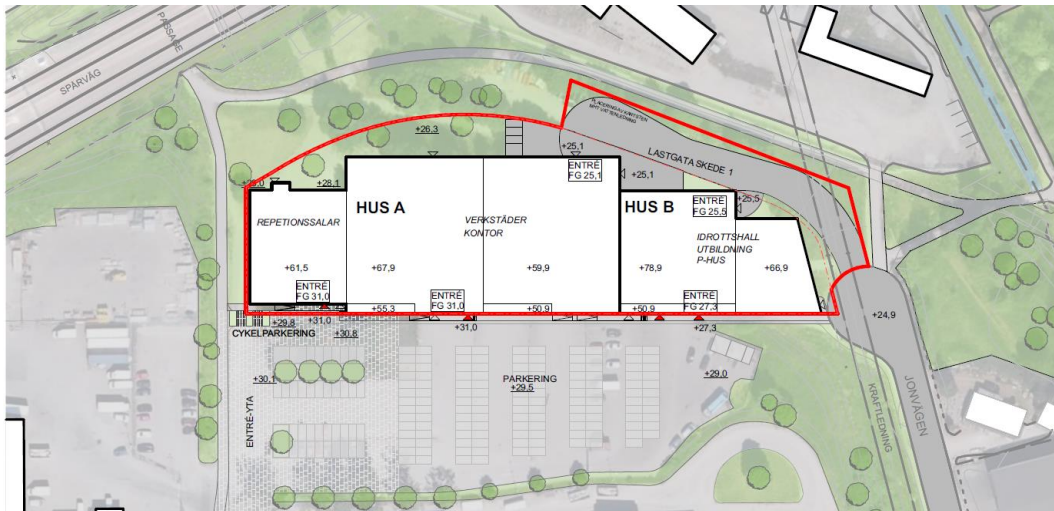 PASSAGE
SPÅRVÄG
+26,3
+25,1
LASTGATA SKEDE 1
ENTRÉ
FG 25,1
+25,1
+28,1
HUS A
HUS B
ENTRÉ
FG 25,5
+25,5
REPETIONSSALAR
VERKSTÄDER
KONTOR
IDROTTSHALL
UTBILDNING
P-HUS
+61,5
+67,9
+59,9
+78,9
+66,9
ENTRÉ
FG 31,0
ENTRÉ
FG 31,0
ENTRÉ
FG 27,3
+55,3
+50,9
+50,9
+29,8
+31,0
+31,0
+27,3
+24,9
CYKELPARKERING
+30,8
+30,1
PARKERING
+29,5
+29,0
ENTRÉ-YTA
KRAFTLEDNING
JONVÄGEN